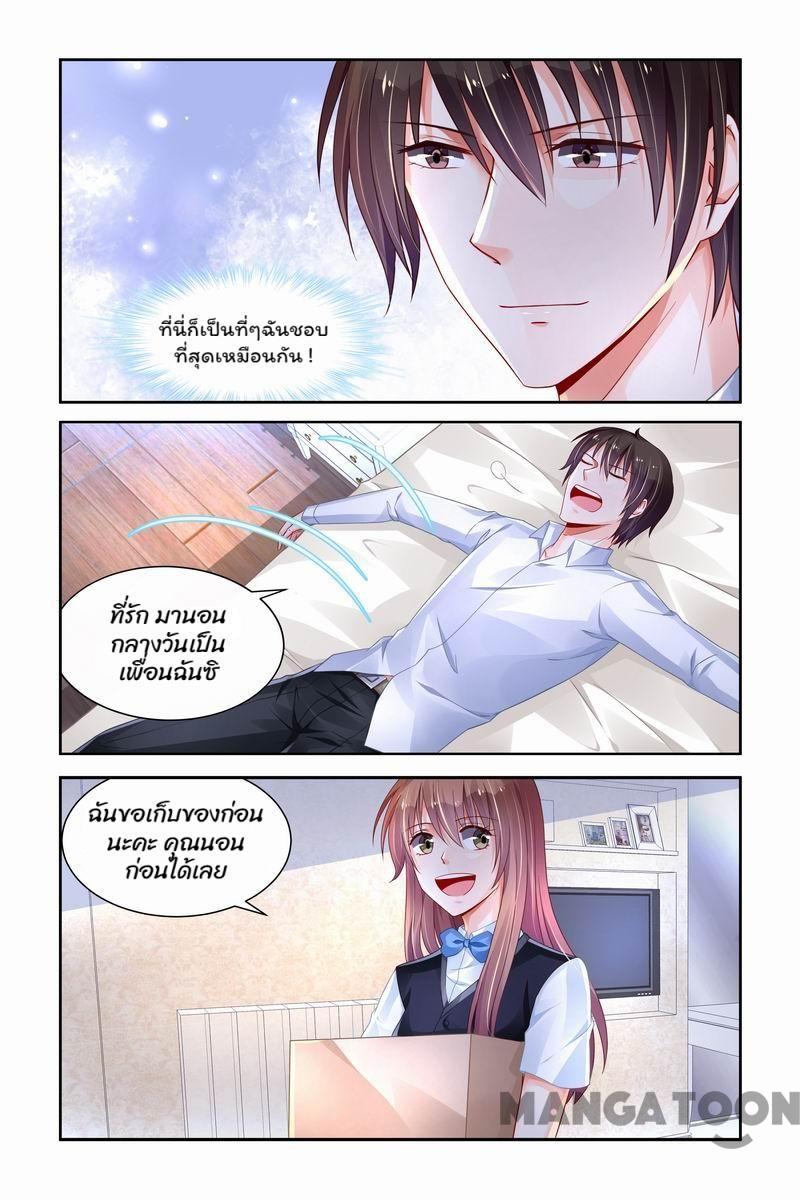 ที่นี่ก็เป็นที่ๆฉันชอบ
ที่สุดเหมือนกัน !
ที่รัก มานอน
กลางวันเป็น
เพื่อนฉันซิ
ฉันขอเก็บของก่อน
นะคะ คุณนอน
ก่อนได้เลย
MANGATOON